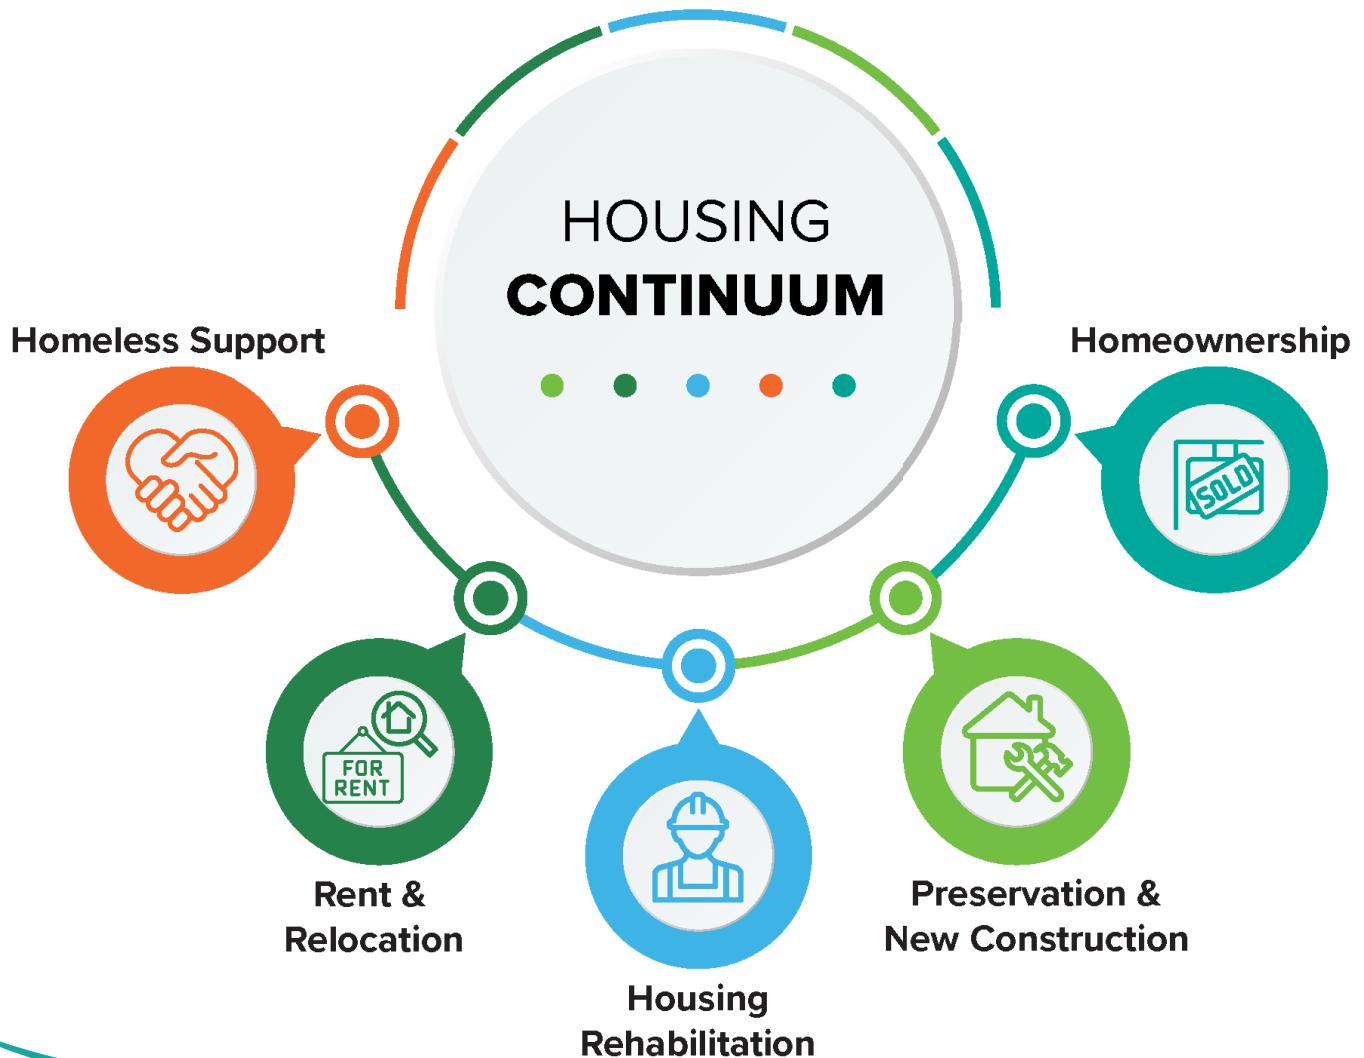 HOUSING
CONTINUUM
Homeless Support
Homeownership
SOLD
FOR
RENT
Rent &
Relocation
Preservation &
New Construction
Housing
Rehabilitation